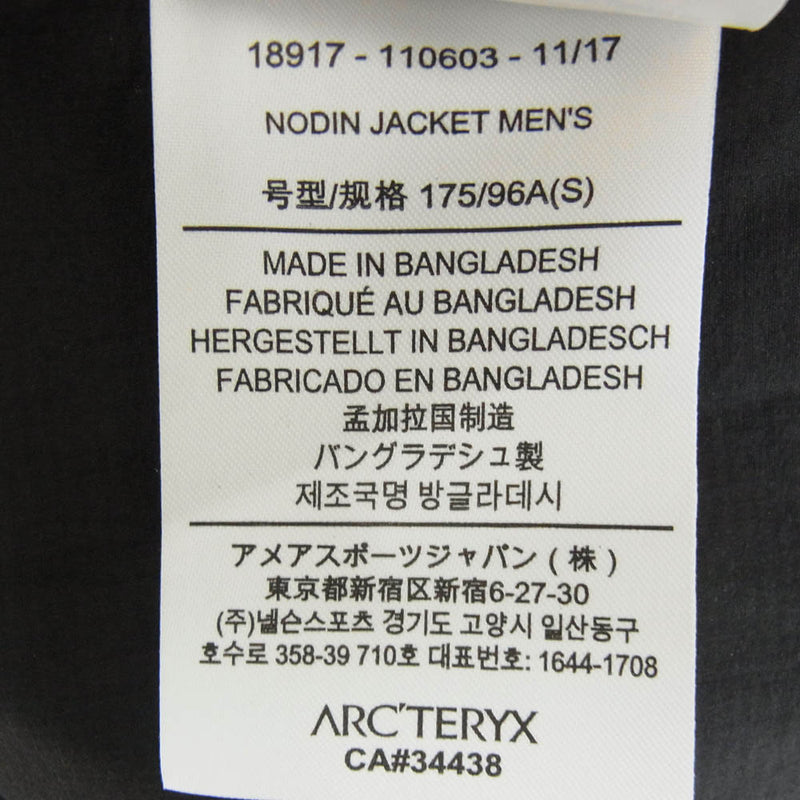 18917 - 110603 - 11/17
NODIN JACKET MEN'S
号型/规格 175/96A(S)
MADE IN BANGLADESH
FABRIQUÉ AU BANGLADESH
HERGESTELLT IN BANGLADESCH
FABRICADO EN BANGLADESH
孟加拉国制造
バングラデシュ製
제조국명 방글라데시
アメアスポーツジャパン(株)
東京都新宿区新宿6-27-30
(주)넬슨스포츠 경기도 고양시 일산동구
호수로 358-39 710호 대표번호: 1644-1708
ARC'TERYX
CA#34438